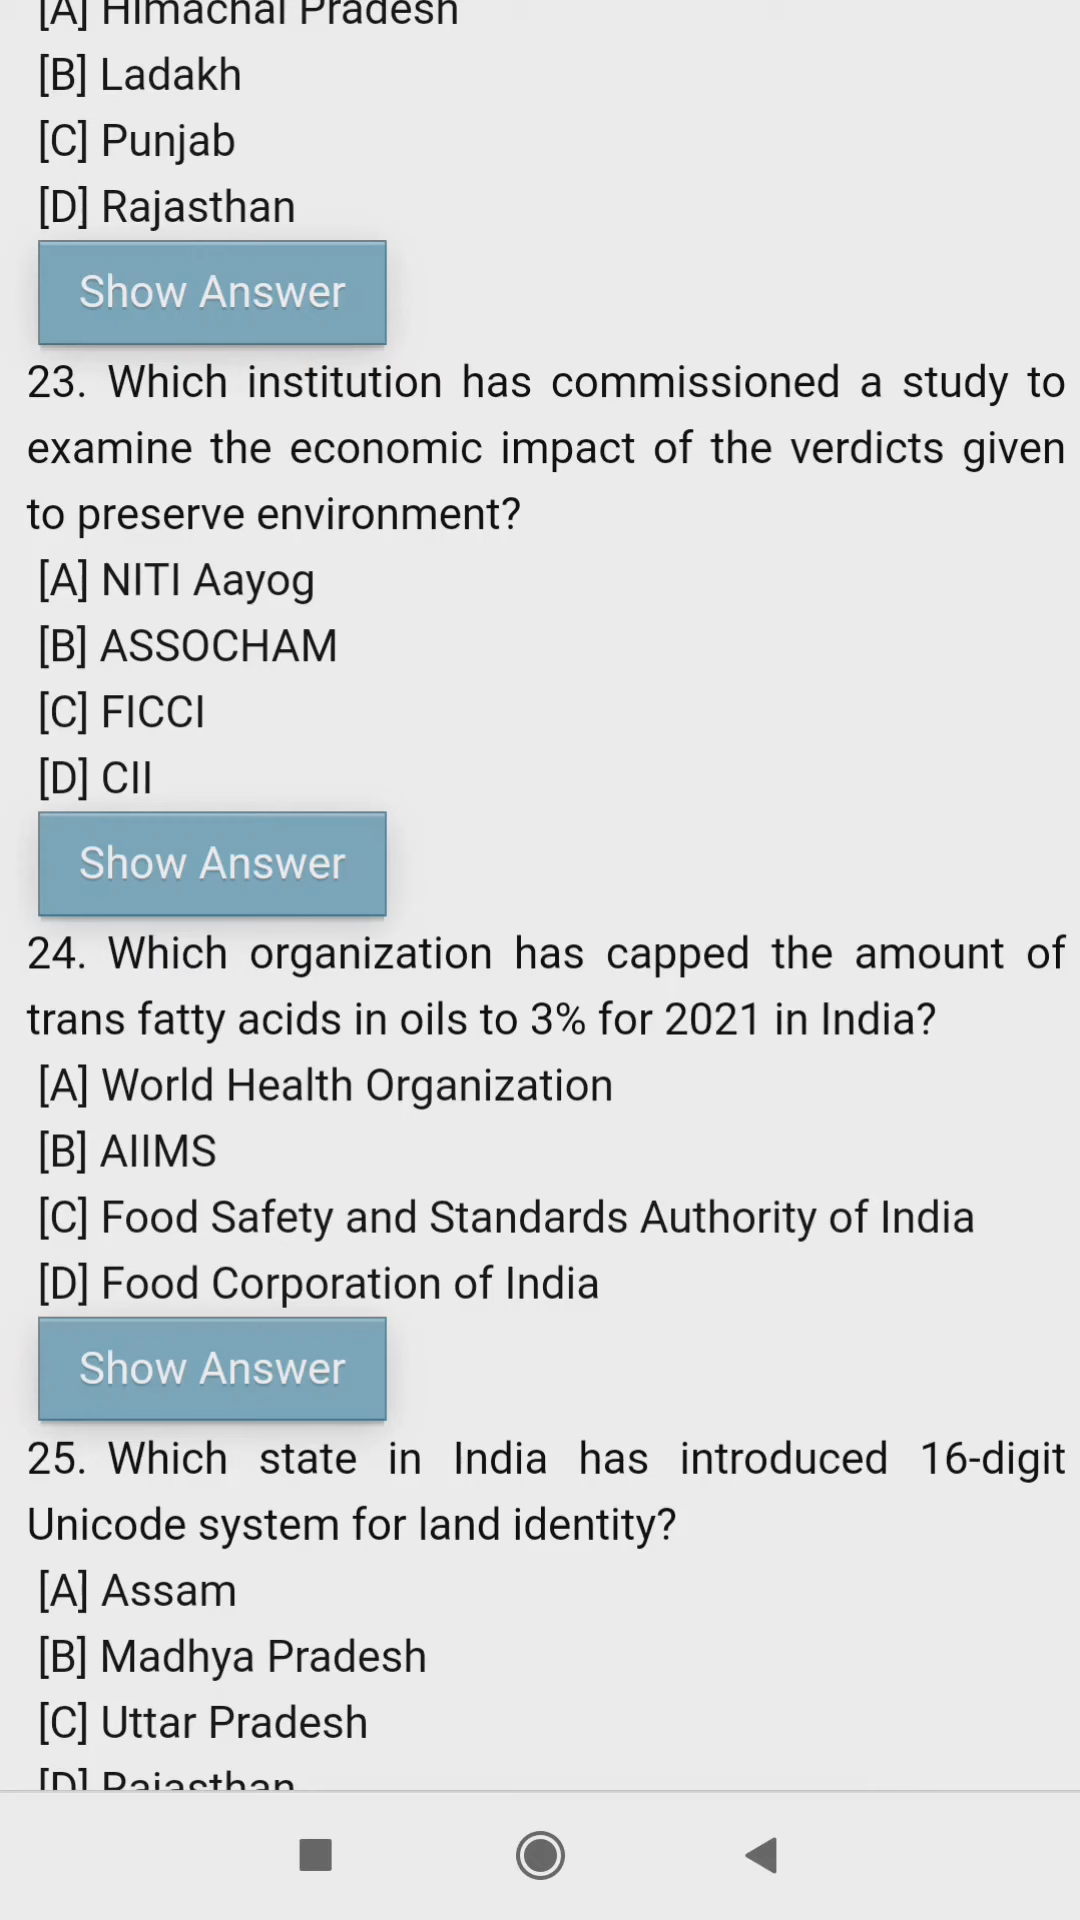 [A] Himachal Pradesh
[B] Ladakh
[C] Punjab
[D] Rajasthan
Show Answer
23. Which institution has commissioned a study to
examine the economic impact of the verdicts given
to preserve environment?
[A] NITI Aayog
[B] ASSOCHAM
[C] FICCI
[D] CII
Show Answer
24. Which organization has capped the amount of
trans fatty acids in oils to 3% for 2021 in India?
[A] World Health Organization
[B] AIIMS
[C] Food Safety and Standards Authority of India
[D] Food Corporation of India
Show Answer
25. Which state in India has introduced 16-digit
Unicode system for land identity?
[A] Assam
[B] Madhya Pradesh
[C] Uttar Pradesh
[D] Rajasthan